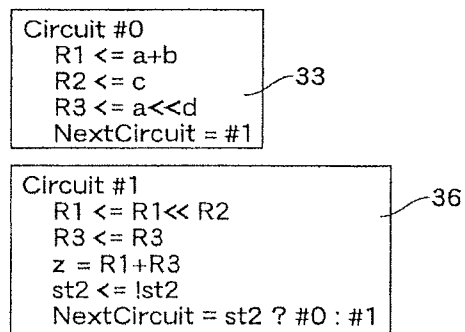 Circuit #0
R1 <= a+b
R2 <= c
R3 <= a<<d
NextCircuit = #1
33
Circuit #1
R1 <= R1<< R2
R3 <= R3
z = R1+R3
st2 <= !st2
NextCircuit = st2 ? #0 : #1
36